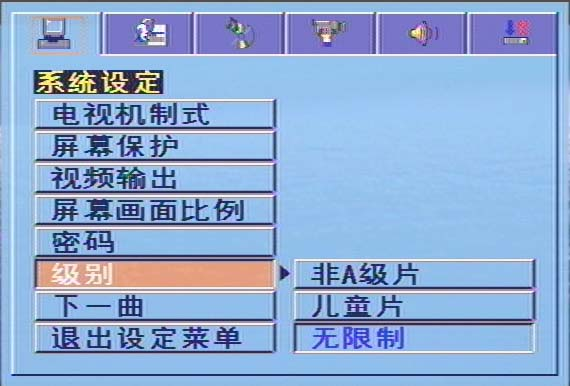 系统设定
电视机制式
屏幕保护
视频输出
屏幕画面比例
密码
级别
非A级片
下一曲
儿童片
退出设定菜单
无限制